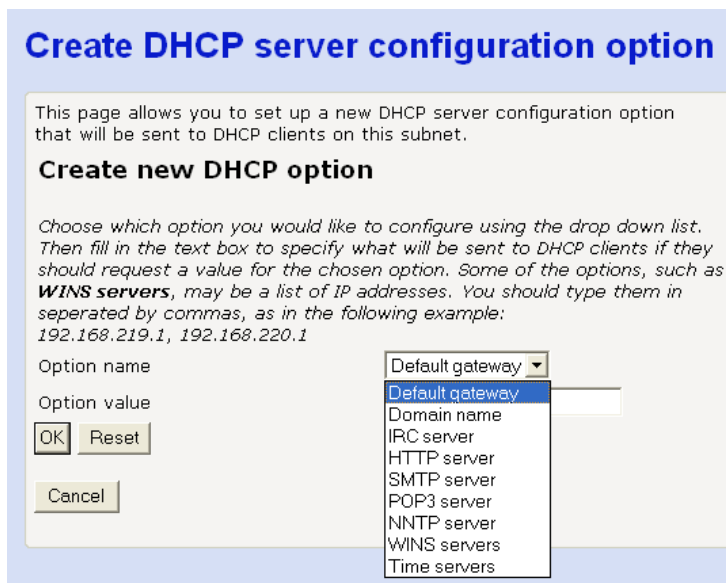 Create DHCP server configuration option
This page allows you to set up a new DHCP server configuration option
that will be sent to DHCP clients on this subnet.
Create new DHCP option
Choose which option you would like to configure using the drop down list.
Then fill in the text box to specify what will be sent to DHCP clients if they
should request a value for the chosen option. Some of the options, such as
WINS servers, may be a list of IP addresses. You should type them in
seperated by commas, as in the following example:
192.168.219.1, 192.168.220.1
Option name
Default gateway
Option value
Default gateway
Domain name
IRC server
HTTP server
SMTP server
POP3 server
NNTP server
WINS servers
Time servers
OK
Reset
Cancel